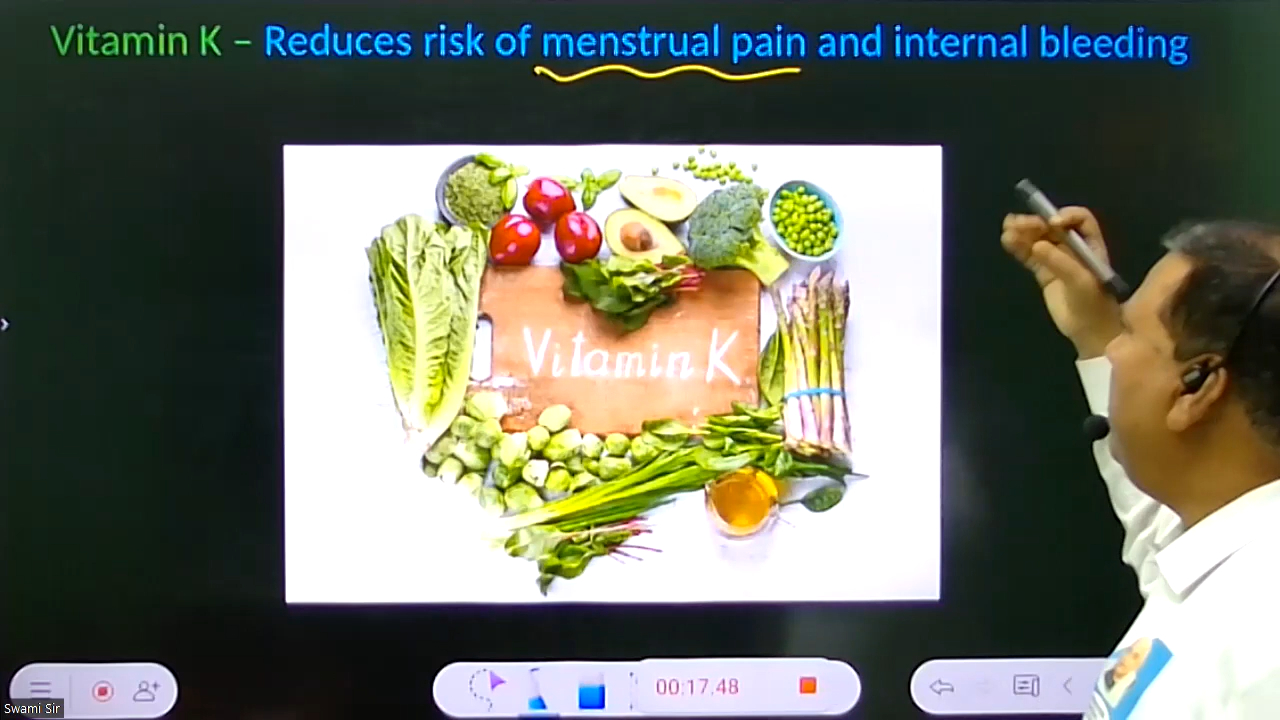 Vitamin K – Reduces risk of menstrual pain and internal bleeding
Vitamin K
00:17.48
Swami Sir